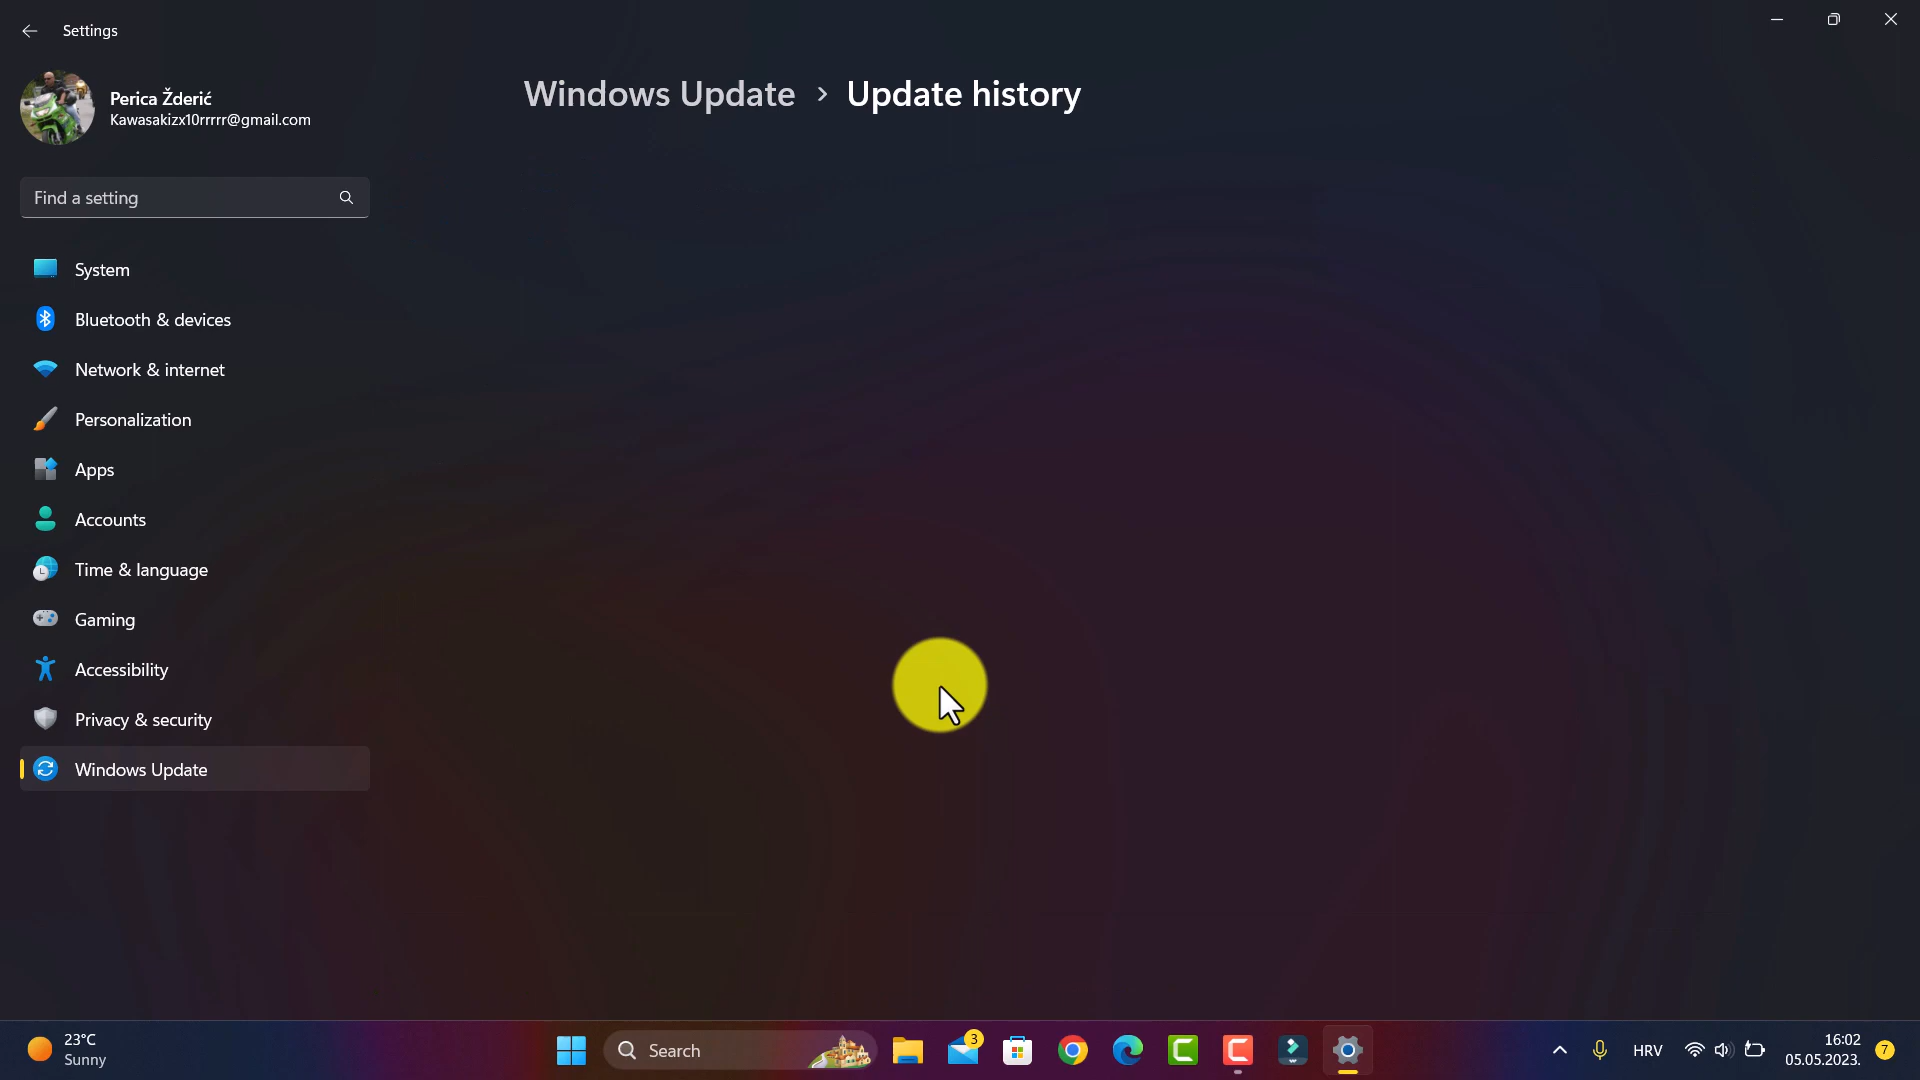 Settings
Perica Žderić
Kawasakizx10rrrrr@gmail.com
Windows Update > Update history
Find a setting
System
Bluetooth & devices
Network & internet
Personalization
Apps
Accounts
Time & language
Gaming
Accessibility
Privacy & security
Windows Update
23°C
Sunny
Search
3
HRV
16:02
05.05.2023.
7